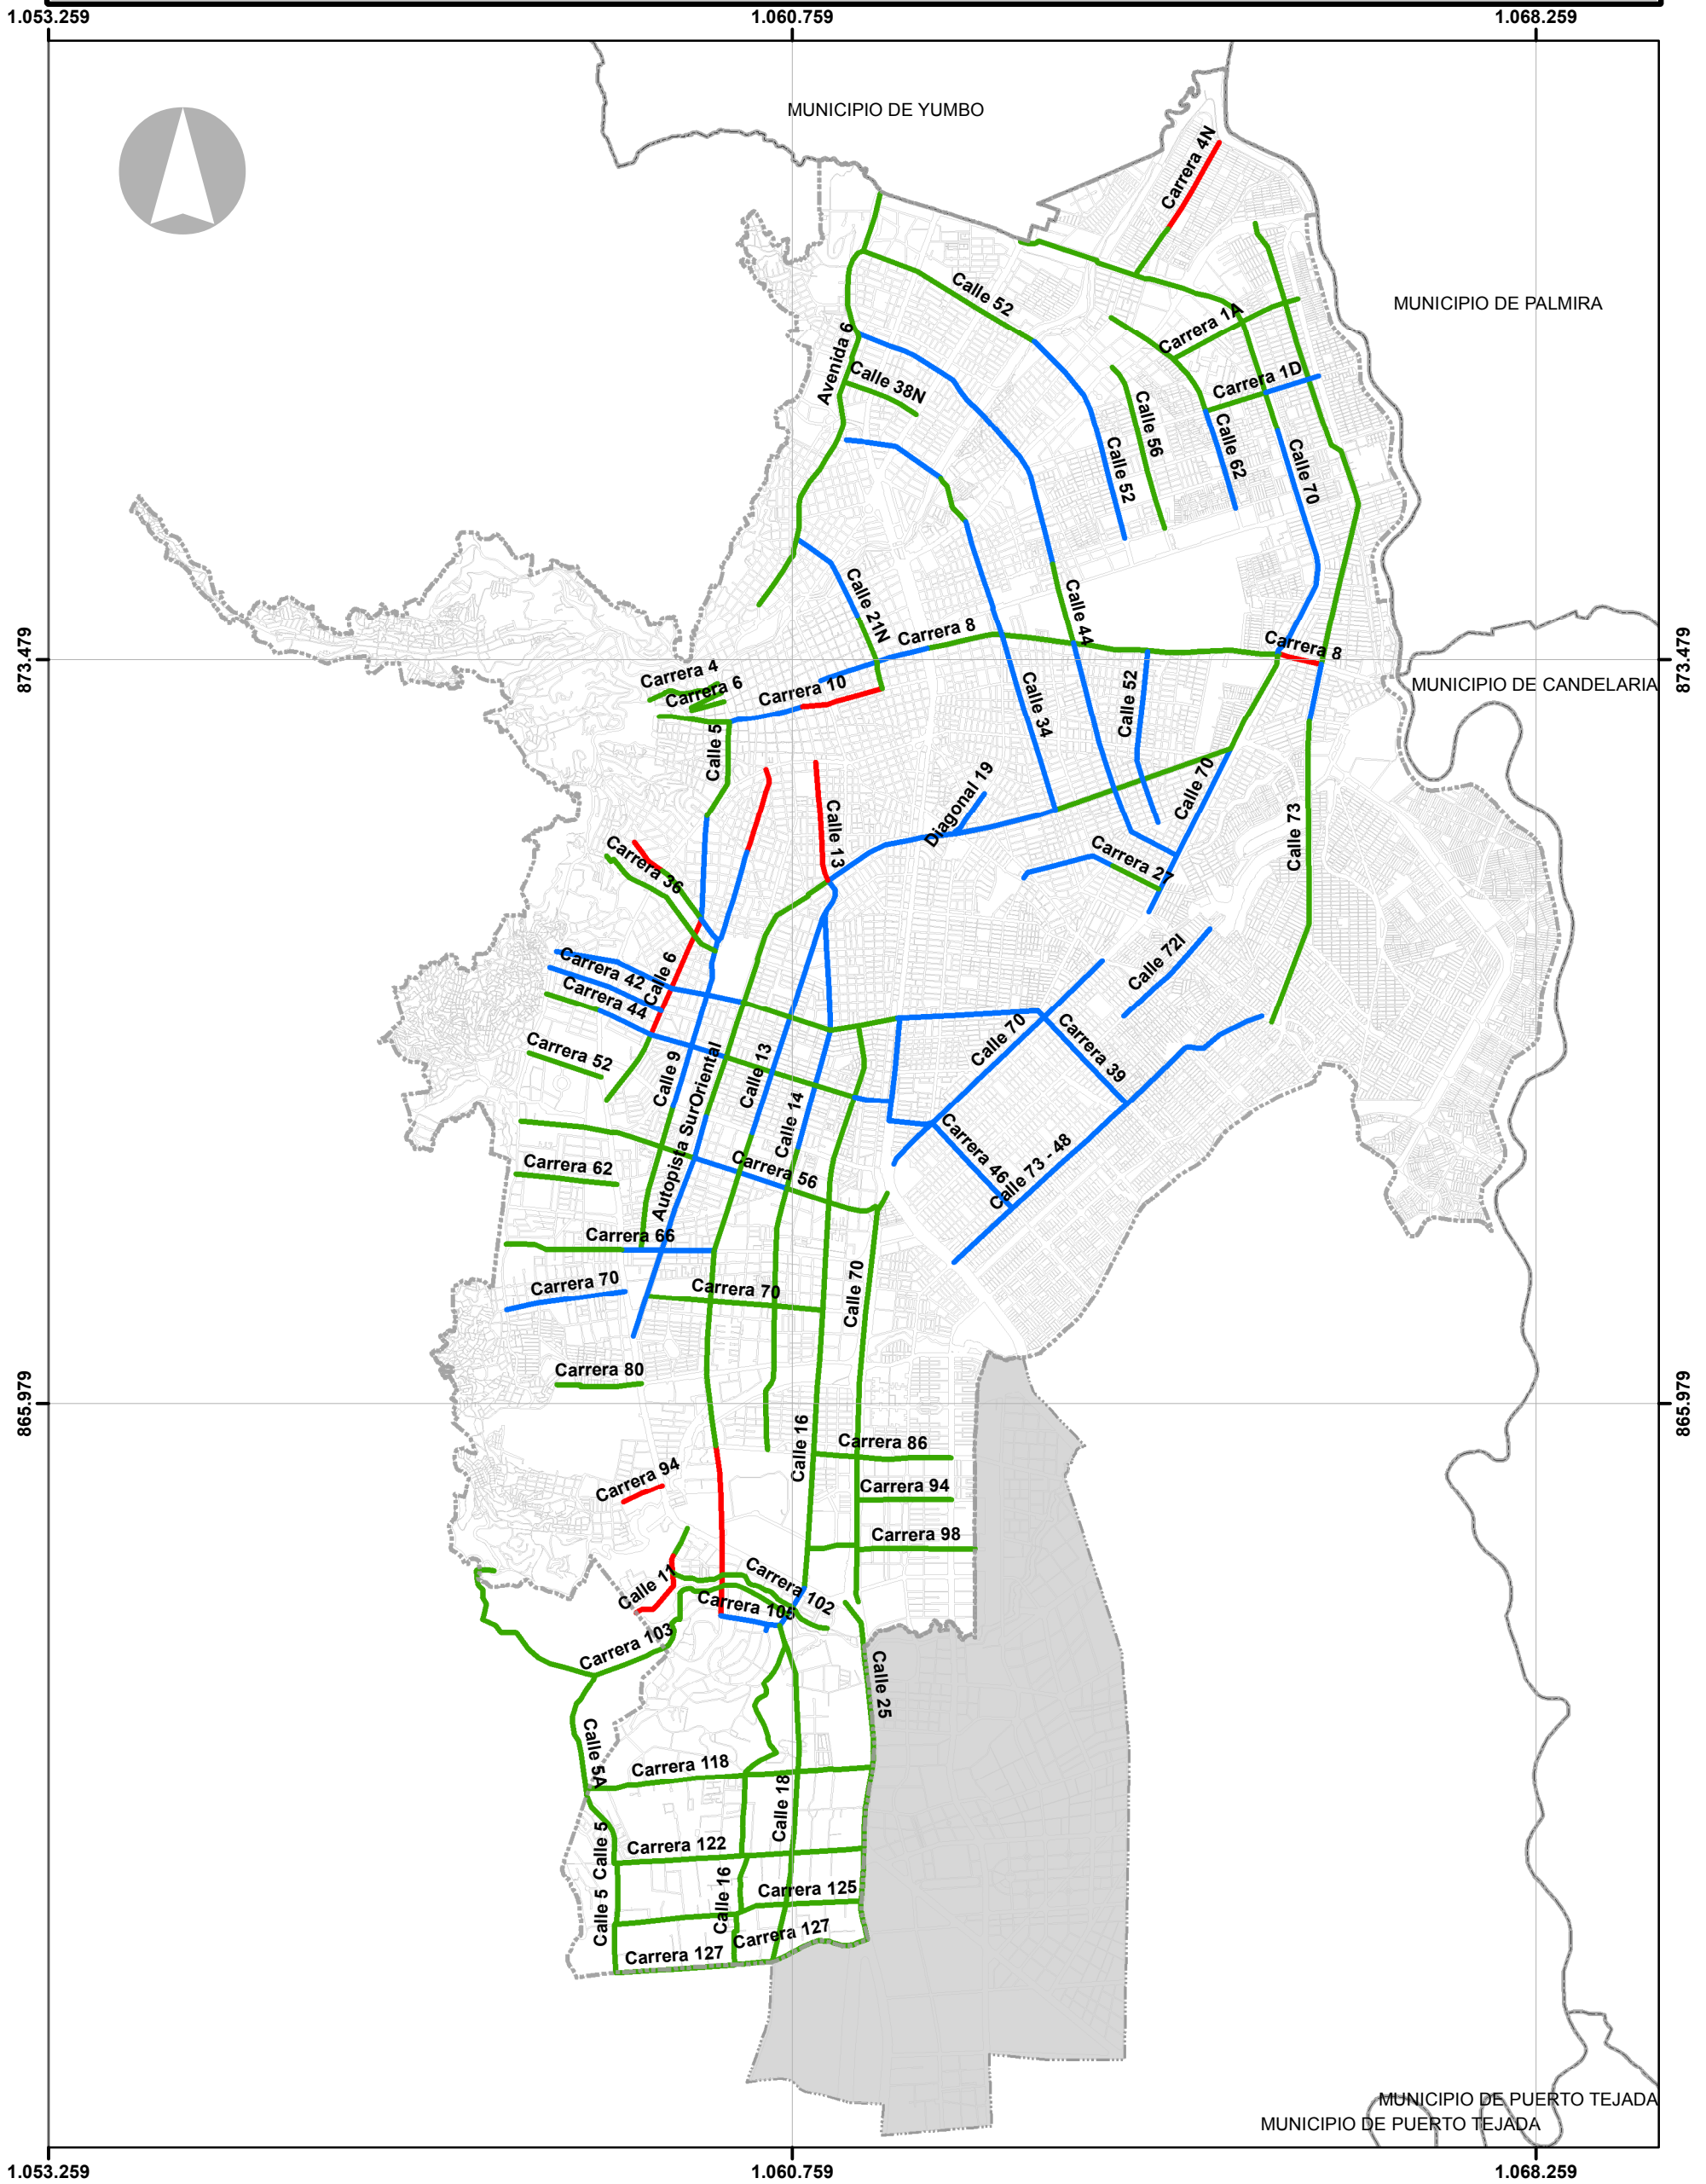 1.053.259
1.060.759
1.068.259
MUNICIPIO DE YUMBO
Carrera 4N
Calle 52
MUNICIPIO DE PALMIRA
Carrera 1A
Avenida 6
Calle 38N
Carrera 1D
Calle 56
Calle 62
Calle 52
Calle 70
Calle 21N
Calle 44
Carrera 8
Carrera 8
873.479
873.479
Carrera 4
Carrera 6
Carrera 10
MUNICIPIO DE CANDELARIA
Calle 5
Calle 34
Calle 52
Calle 70
Diagonal 19
Calle 13
Calle 73
Carrera 36
Carrera 27
Carrera 42
Calle 6
Calle 72I
Carrera 44
Carrera 52
Calle 9
Autopista SurOriental
Calle 13
Calle 14
Calle 70
Carrera 39
Carrera 46
Calle 73 - 48
Carrera 62
Carrera 56
Carrera 66
Carrera 70
Carrera 70
Calle 70
Carrera 80
865.979
865.979
Calle 16
Carrera 86
Carrera 94
Carrera 94
Carrera 98
Calle 11
Carrera 102
Carrera 105
Carrera 103
Calle 25
Calle 5A
Carrera 118
Calle 18
Calle 5
Carrera 122
Calle 16
Carrera 125
Calle 5
Carrera 127
Carrera 127
MUNICIPIO DE PUERTO TEJADA
MUNICIPIO DE PUERTO TEJADA
1.053.259
1.060.759
1.068.259